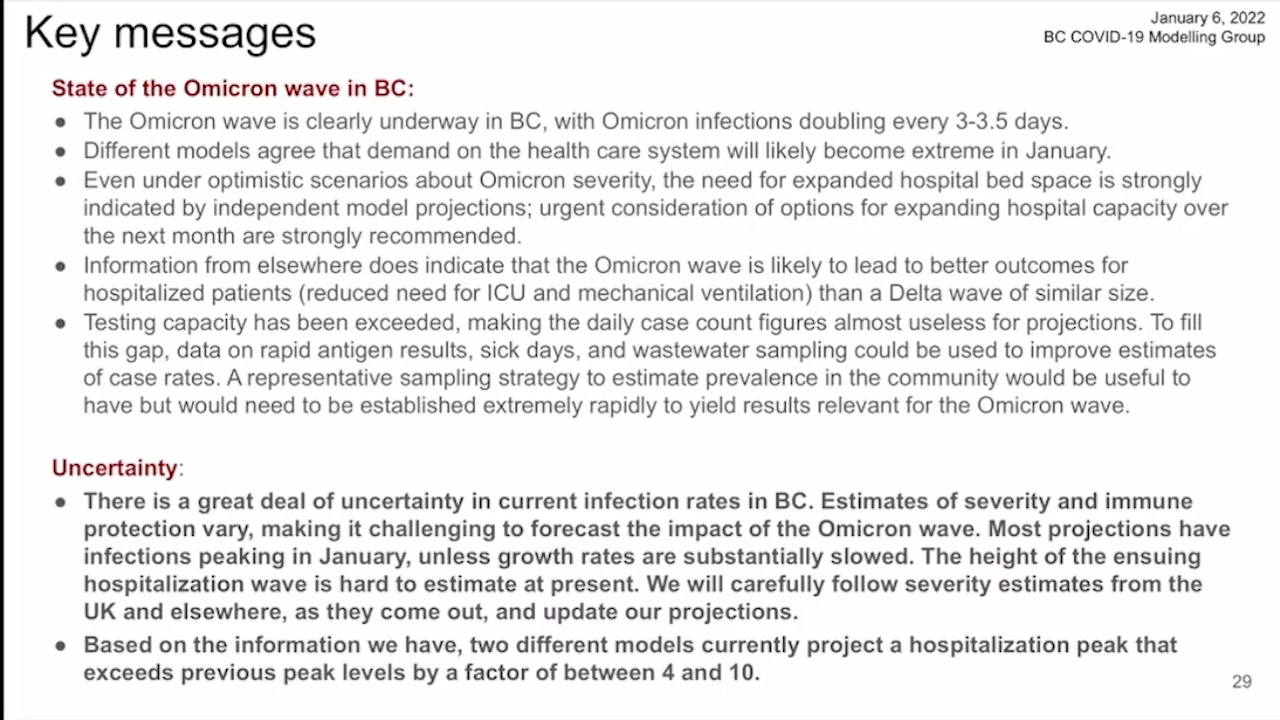 Key messages
January 6, 2022
BC COVID-19 Modelling Group
State of the Omicron wave in BC:
● The Omicron wave is clearly underway in BC, with Omicron infections doubling every 3-3.5 days.
● Different models agree that demand on the health care system will likely become extreme in January.
● Even under optimistic scenarios about Omicron severity, the need for expanded hospital bed space is strongly
indicated by independent model projections; urgent consideration of options for expanding hospital capacity over
the next month are strongly recommended.
● Information from elsewhere does indicate that the Omicron wave is likely to lead to better outcomes for
hospitalized patients (reduced need for ICU and mechanical ventilation) than a Delta wave of similar size.
● Testing capacity has been exceeded, making the daily case count figures almost useless for projections. To fill
this gap, data on rapid antigen results, sick days, and wastewater sampling could be used to improve estimates
of case rates. A representative sampling strategy to estimate prevalence in the community would be useful to
have but would need to be established extremely rapidly to yield results relevant for the Omicron wave.
Uncertainty:
● There is a great deal of uncertainty in current infection rates in BC. Estimates of severity and immune
protection vary, making it challenging to forecast the impact of the Omicron wave. Most projections have
infections peaking in January, unless growth rates are substantially slowed. The height of the ensuing
hospitalization wave is hard to estimate at present. We will carefully follow severity estimates from the
UK and elsewhere, as they come out, and update our projections.
● Based on the information we have, two different models currently project a hospitalization peak that
exceeds previous peak levels by a factor of between 4 and 10.
29